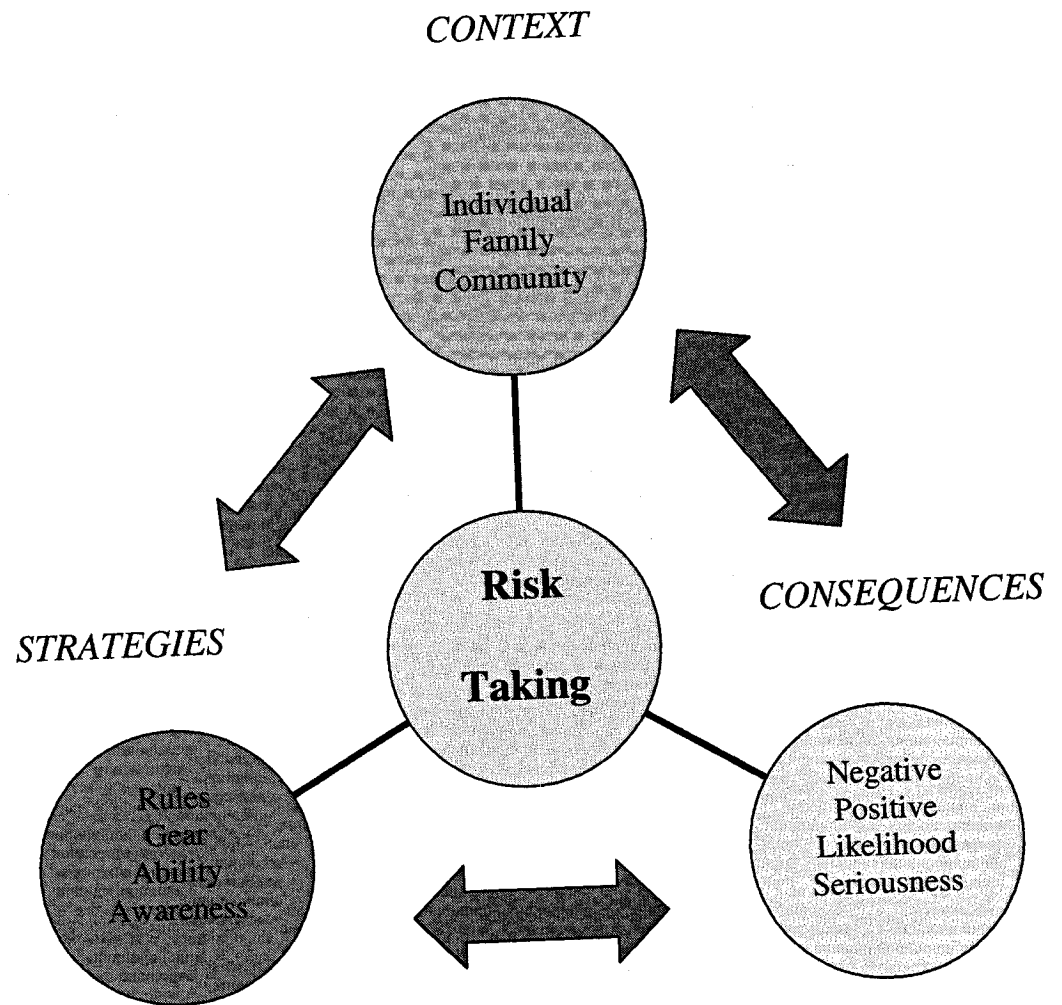 CONTEXT
Individual
Family
Community
Risk
Taking
CONSEQUENCES
STRATEGIES
Rules
Gear
Ability
Awareness
Negative
Positive
Likelihood
Seriousness